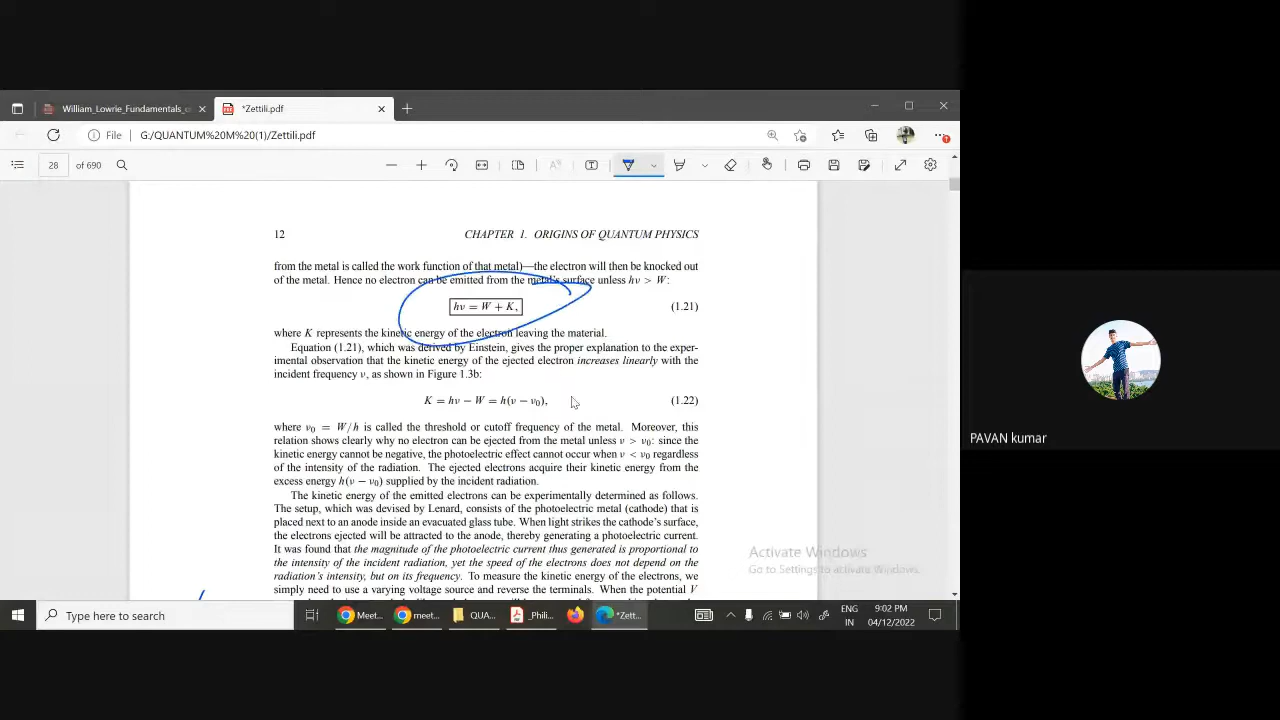 William_Lowrie_Fundamentals_o
*Zettili.pdf
File
G:/QUANTUM%20M%20(1)/Zettili.pdf
28 of 690
12 CHAPTER 1. ORIGINS OF QUANTUM PHYSICS
from the metal is called the work function of that metal)—the electron will then be knocked out
of the metal. Hence no electron can be emitted from the metal's surface unless hν > W:
hν = W + K, (1.21)
where K represents the kinetic energy of the electron leaving the material.
Equation (1.21), which was derived by Einstein, gives the proper explanation to the exper-
imental observation that the kinetic energy of the ejected electron increases linearly with the
incident frequency ν, as shown in Figure 1.3b:
K = hν − W = h(ν − ν₀), (1.22)
where ν₀ = W/h is called the threshold or cutoff frequency of the metal. Moreover, this
relation shows clearly why no electron can be ejected from the metal unless ν > ν₀: since the
kinetic energy cannot be negative, the photoelectric effect cannot occur when ν < ν₀ regardless
of the intensity of the radiation. The ejected electrons acquire their kinetic energy from the
excess energy h(ν − ν₀) supplied by the incident radiation.
The kinetic energy of the emitted electrons can be experimentally determined as follows.
The setup, which was devised by Lenard, consists of the photoelectric metal (cathode) that is
placed next to an anode inside an evacuated glass tube. When light strikes the cathode's surface,
the electrons ejected will be attracted to the anode, thereby generating a photoelectric current.
It was found that the magnitude of the photoelectric current thus generated is proportional to
the intensity of the incident radiation, yet the speed of the electrons does not depend on the
radiation's intensity, but on its frequency. To measure the kinetic energy of the electrons, we
simply need to use a varying voltage source and reverse the terminals. When the potential V
PAVAN kumar
Activate Windows
Go to Settings to activate Windows.
Type here to search
Meet...
meet...
QUA...
_Phili...
*Zett...
ENG
IN
9:02 PM
04/12/2022